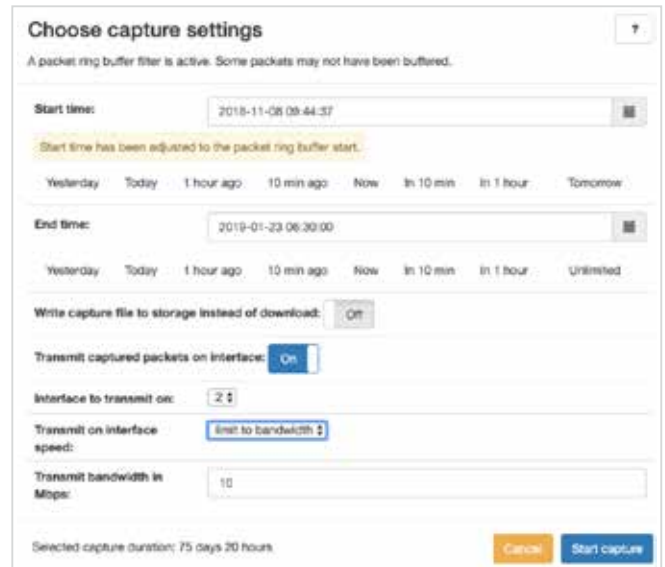 Choose capture settings
?
A packet ring buffer filter is active. Some packets may not have been buffered.
Start time:
2018-11-08 09:44:37
Start time has been adjusted to the packet ring buffer start.
Yesterday Today 1 hour ago 10 min ago Now In 10 min In 1 hour Tomorrow
End time:
2019-01-23 06:30:00
Yesterday Today 1 hour ago 10 min ago Now In 10 min In 1 hour Unlimited
Write capture file to storage instead of download: Off
Transmit captured packets on interface: On
Interface to transmit on: 2
Transmit on interface
speed:
limit to bandwidth
Transmit bandwidth in
Mbps:
10
Selected capture duration: 75 days 20 hours
Cancel Start capture